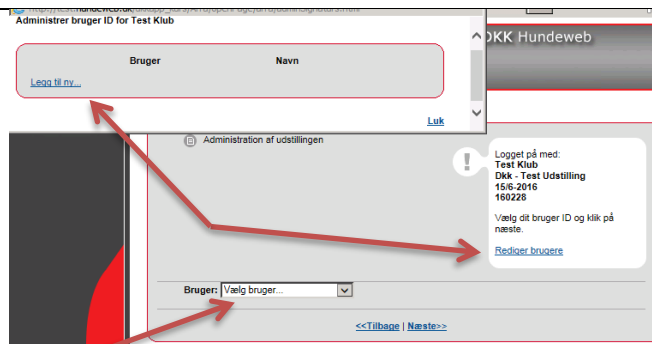 Administrer bruger ID for Test Klub
Bruger Navn
Legg til ny...
Luk
DKK Hundeweb
Administration af udstillingen
Logget på med:
Test Klub
Dkk - Test Udstilling
15/6-2016
160228
Vælg dit bruger ID og klik på
næste.
Rediger brugere
Bruger: Vælg bruger...
<<Tilbage | Næste>>